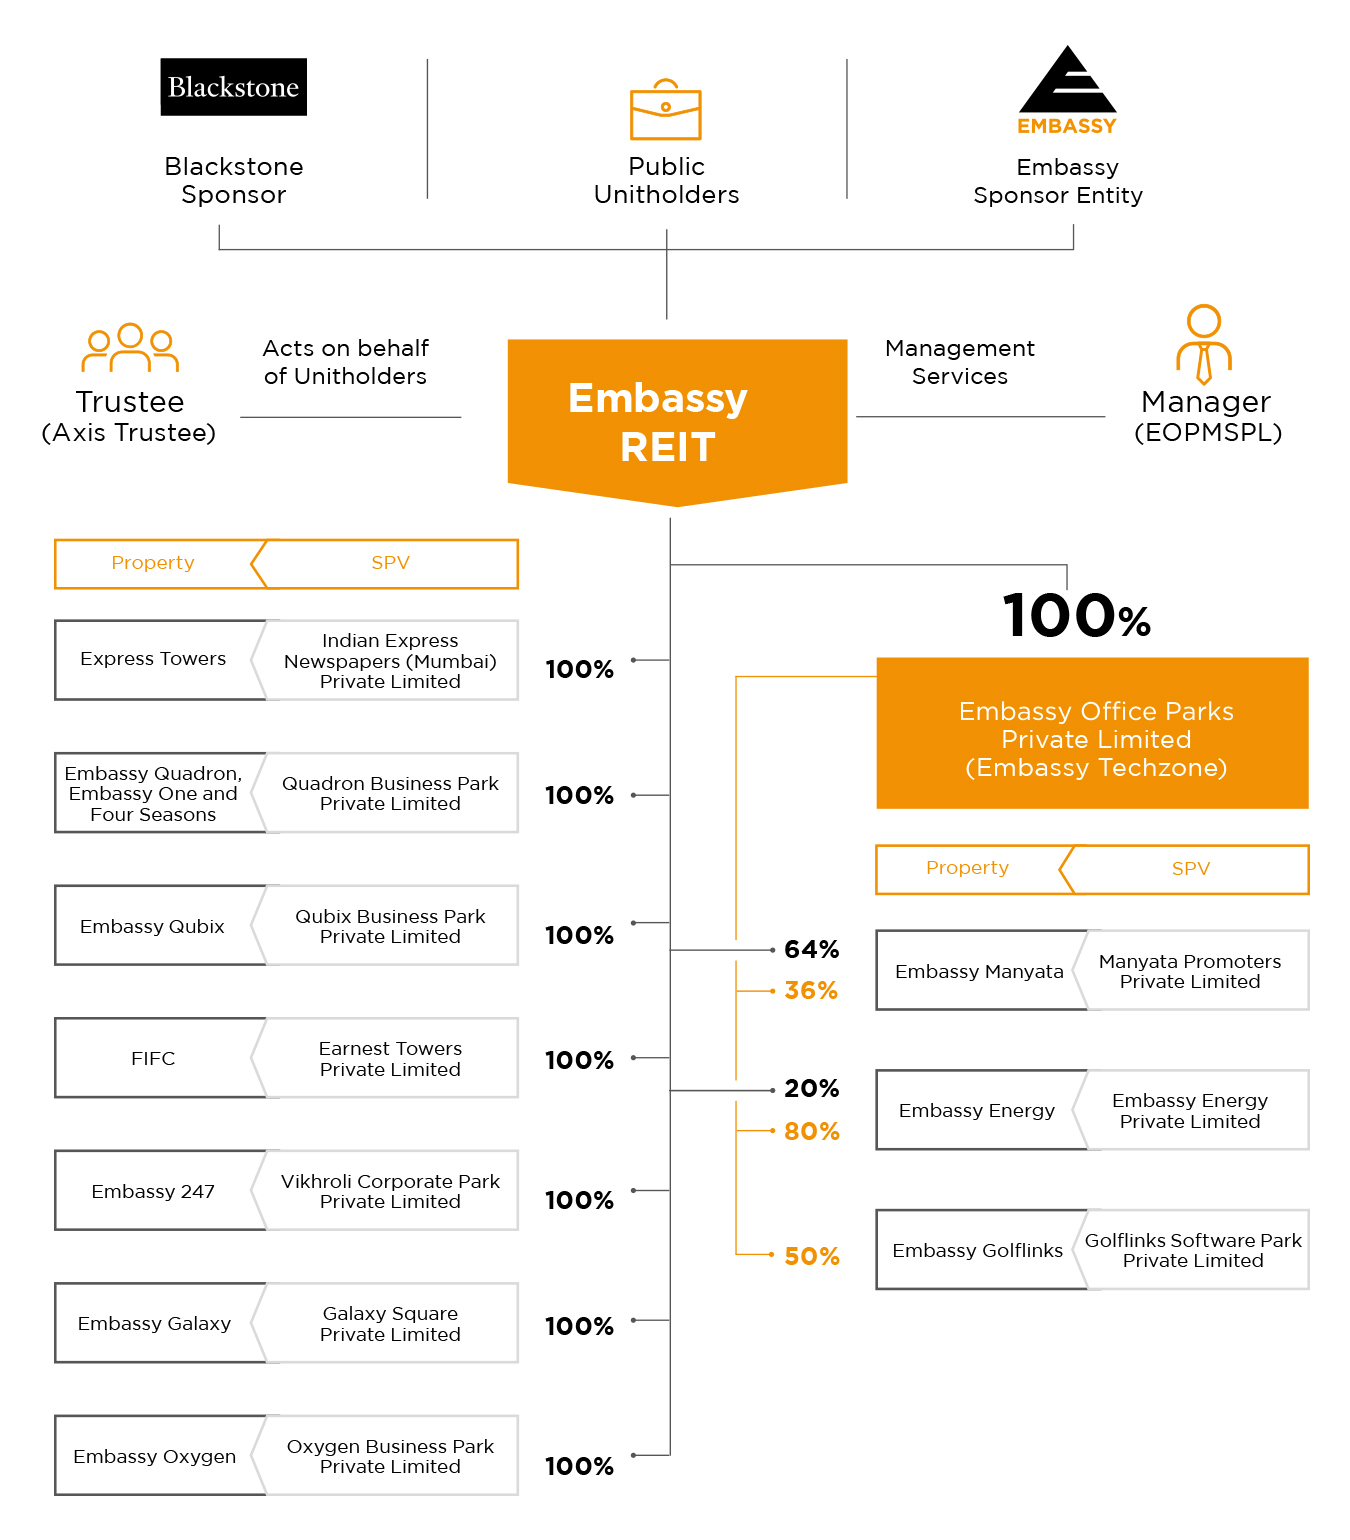 Blackstone
EMBASSY
Blackstone
Sponsor
Public
Unitholders
Embassy
Sponsor Entity
Trustee
(Axis Trustee)
Acts on behalf
of Unitholders
Embassy
REIT
Management
Services
Manager
(EOPMSPL)
Property
SPV
Express Towers
Indian Express
Newspapers (Mumbai)
Private Limited
100%
Embassy Quadron,
Embassy One and
Four Seasons
Quadron Business Park
Private Limited
100%
Embassy Qubix
Qubix Business Park
Private Limited
100%
FIFC
Earnest Towers
Private Limited
100%
Embassy 247
Vikhroli Corporate Park
Private Limited
100%
Embassy Galaxy
Galaxy Square
Private Limited
100%
Embassy Oxygen
Oxygen Business Park
Private Limited
100%
100%
Embassy Office Parks
Private Limited
(Embassy Techzone)
Property
SPV
64%
36%
Embassy Manyata
Manyata Promoters
Private Limited
20%
80%
Embassy Energy
Embassy Energy
Private Limited
50%
Embassy Golflinks
Golflinks Software Park
Private Limited